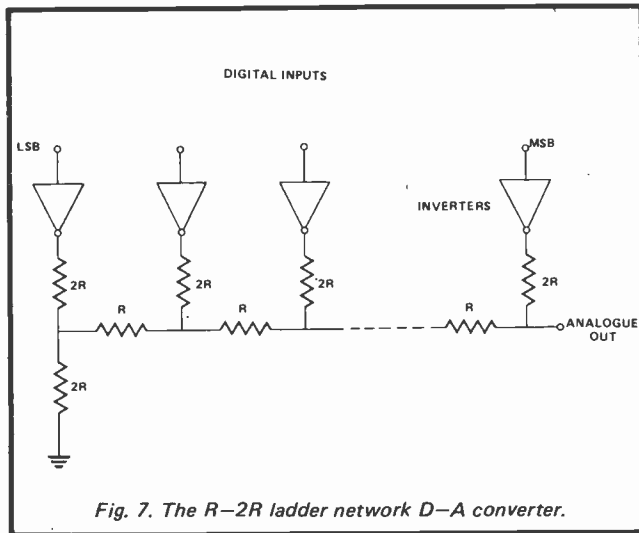 DIGITAL INPUTS
LSB
MSB
INVERTERS
2R
2R
2R
2R
R
R
R
ANALOGUE
OUT
2R
Fig. 7. The R–2R ladder network D–A converter.